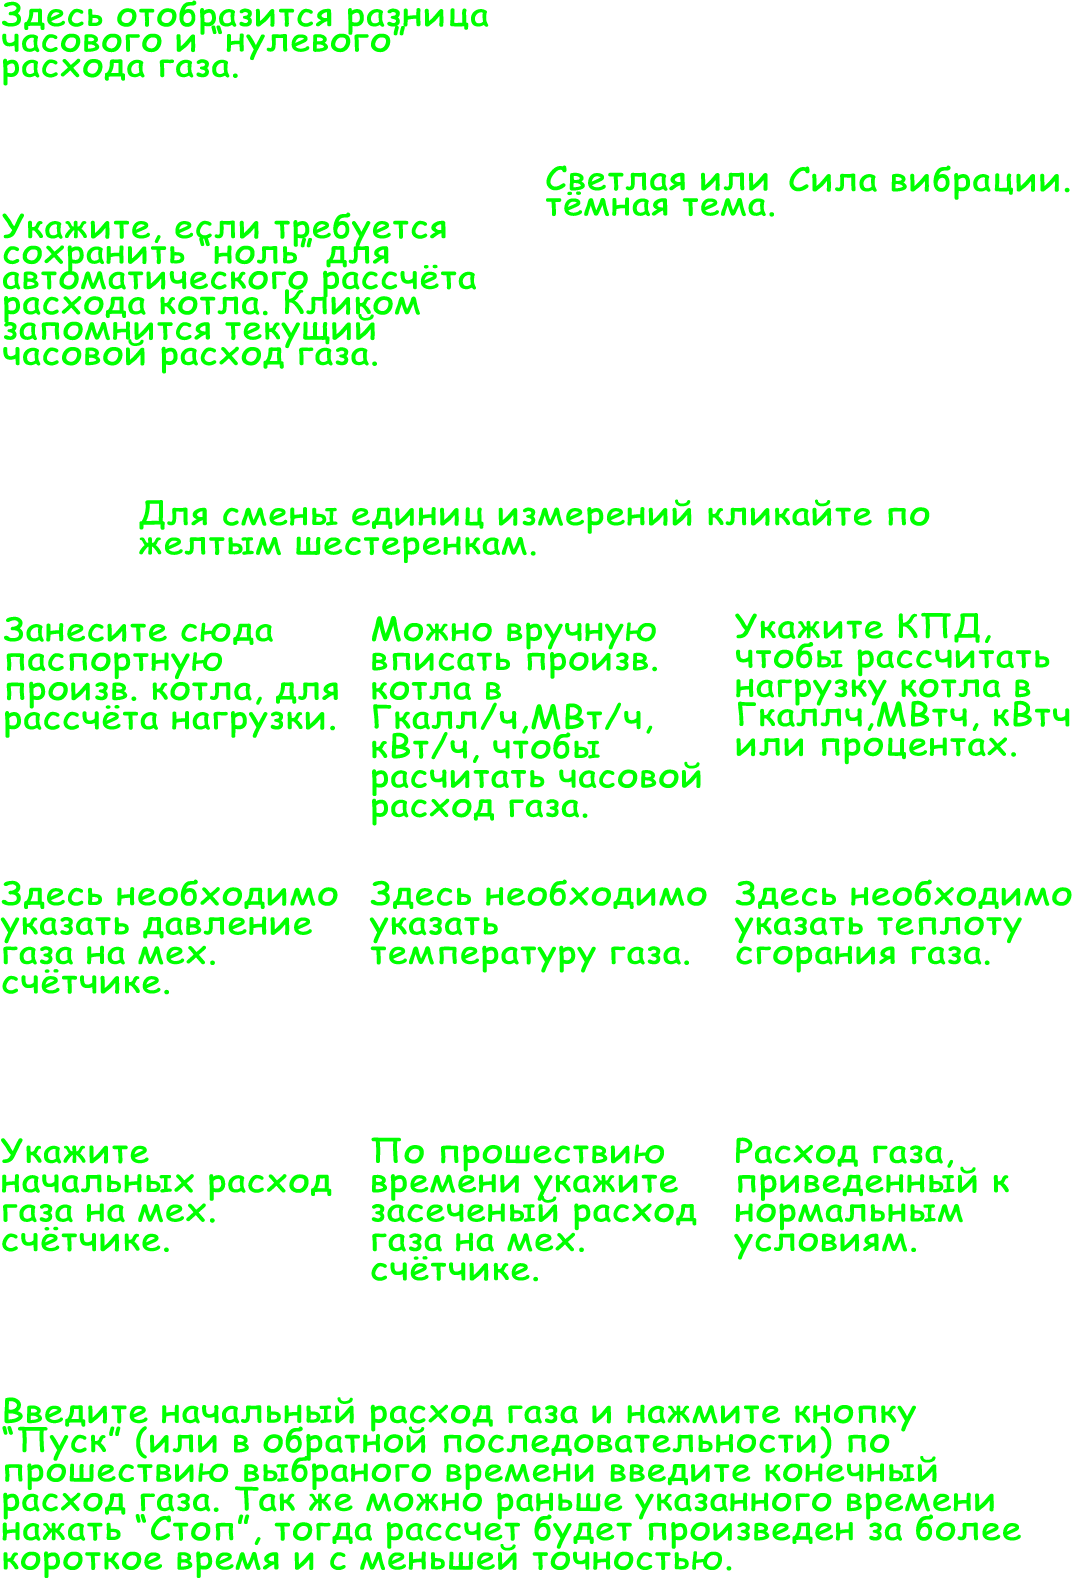 Здесь отобразится разница
часового и “нулевого”
расхода газа.
Светлая или
тёмная тема.
Сила вибрации.
Укажите, если требуется
сохранить “ноль” для
автоматического рассчёта
расхода котла. Кликом
запомнится текущий
часовой расход газа.
Для смены единиц измерений кликайте по
желтым шестеренкам.
Занесите сюда
паспортную
произв. котла, для
рассчёта нагрузки.
Можно вручную
вписать произв.
котла в
Гкалл/ч,МВт/ч,
кВт/ч, чтобы
расчитать часовой
расход газа.
Укажите КПД,
чтобы рассчитать
нагрузку котла в
Гкаллч,МВтч, кВтч
или процентах.
Здесь необходимо
указать давление
газа на мех.
счётчике.
Здесь необходимо
указать
температуру газа.
Здесь необходимо
указать теплоту
сгорания газа.
Укажите
начальных расход
газа на мех.
счётчике.
По прошествию
времени укажите
засеченый расход
газа на мех.
счётчике.
Расход газа,
приведенный к
нормальным
условиям.
Введите начальный расход газа и нажмите кнопку
“Пуск” (или в обратной последовательности) по
прошествию выбраного времени введите конечный
расход газа. Так же можно раньше указанного времени
нажать “Стоп”, тогда рассчет будет произведен за более
короткое время и с меньшей точностью.